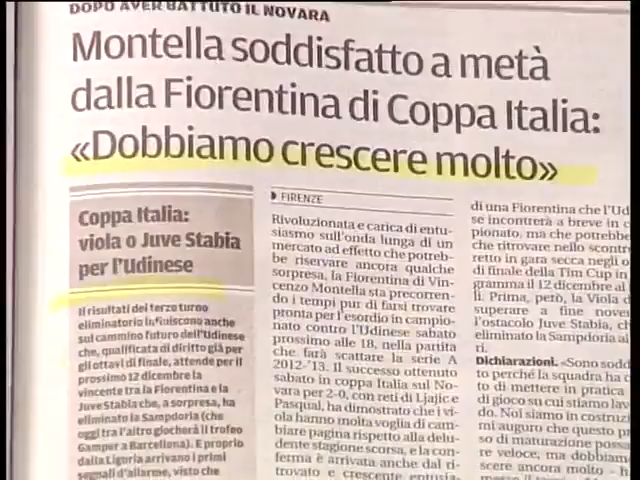 DOPO AVER BATTUTO IL NOVARA
Montella soddisfatto a metà
dalla Fiorentina di Coppa Italia:
«Dobbiamo crescere molto»
Coppa Italia:
viola o Juve Stabia
per l'Udinese
Il risultati del terzo turno
eliminatorio influiscono anche
sul cammino futuro dell'Udinese
che, qualificata di diritto già per
gli ottavi di finale, attende per il
prossimo 12 dicembre la
vincente tra la Fiorentina e la
Juve Stabia che, a sorpresa, ha
eliminato la Sampdoria (che
oggi tra l'altro giocherà il trofeo
Gamper a Barcellona). E proprio
dalla Liguria arrivano i primi
segnali d'allarme, visto che
FIRENZE
Rivoluzionata e carica di entu-
siasmo sull'onda lunga di un
mercato ad effetto che potreb-
be riservare ancora qualche
sorpresa, la Fiorentina di Vin-
cenzo Montella sta precorren-
do i tempi pur di farsi trovare
pronta per l'esordio in campio-
nato contro l'Udinese sabato
prossimo alle 18, nella partita
che farà scattare la serie A
2012-'13. Il successo ottenuto
sabato in coppa Italia sul No-
vara per 2-0, con reti di Ljajic e
Pasqual, ha dimostrato che i vi-
ola hanno molta voglia di cam-
biare pagina rispetto alla delu-
dente stagione scorsa, e la con-
ferma è arrivata anche dal ri-
trovato e crescente entusia-
di una Fiorentina che l'Ud
se incontrerà a breve in c
pionato, ma che potrebbe
che ritrovare nello scontr
retto in gara secca negli o
di finale della Tim Cup in
gramma il 12 dicembre al
li. Prima, però, la Viola d
superare a fine nover
l'ostacolo Juve Stabia, ch
eliminato la Sampdoria al
ri.
Dichiarazioni. «Sono sodd
to perché la squadra ha c
to di mettere in pratica
di gioco su cui stiamo lav
do. Noi siamo in costruzi
mi auguro che questo pr
so di maturazione possa
re veloce, ma dobbiam
scere ancora molto - h